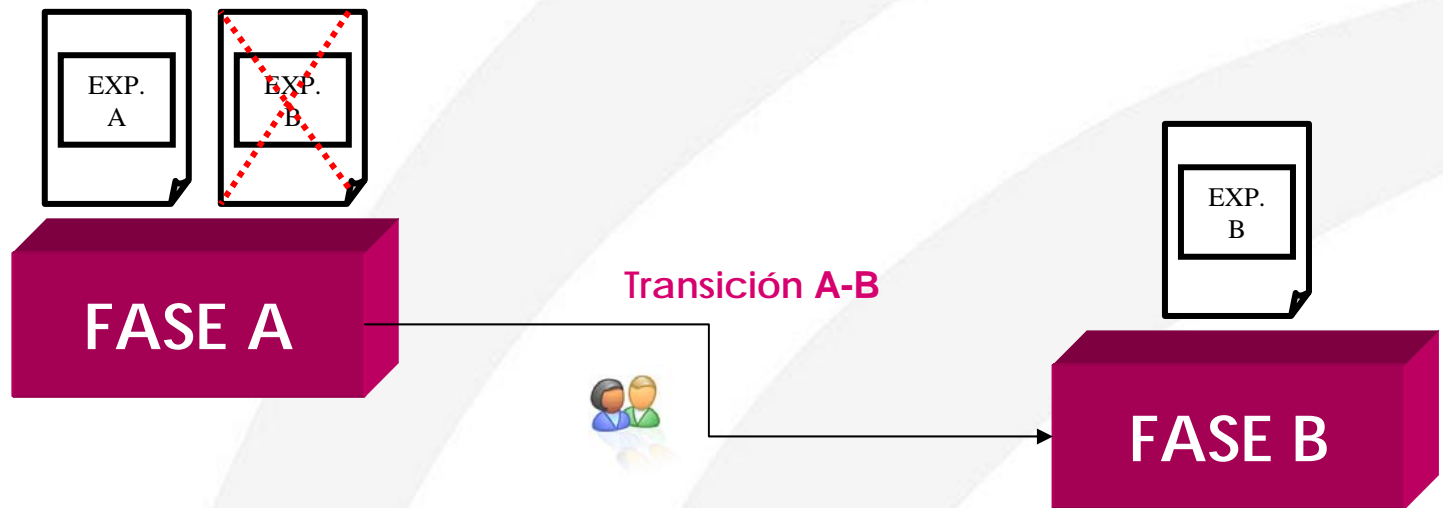 EXP.
A
EXP.
B
EXP.
B
Transición A-B
FASE A
FASE B